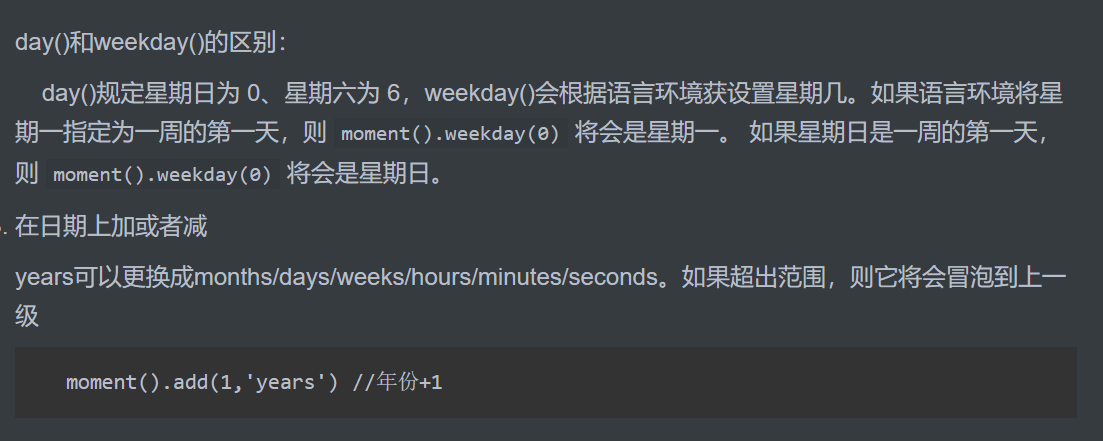 day()和weekday()的区别：
day()规定星期日为 0、星期六为 6，weekday()会根据语言环境获设置星期几。如果语言环境将星
期一指定为一周的第一天，则 moment().weekday(0) 将会是星期一。 如果星期日是一周的第一天，
则 moment().weekday(0) 将会是星期日。
. 在日期上加或者减
years可以更换成months/days/weeks/hours/minutes/seconds。如果超出范围，则它将会冒泡到上一
级
moment().add(1,'years') //年份+1